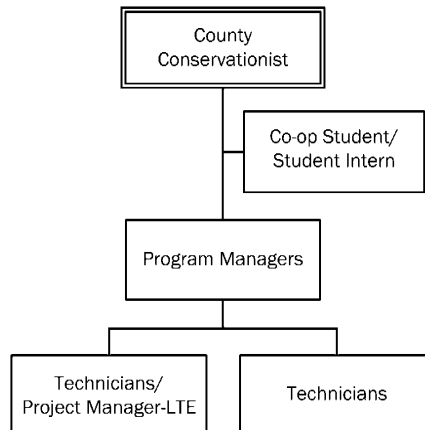 County
Conservationist
Co-op Student/
Student Intern
Program Managers
Technicians/
Project Manager-LTE
Technicians